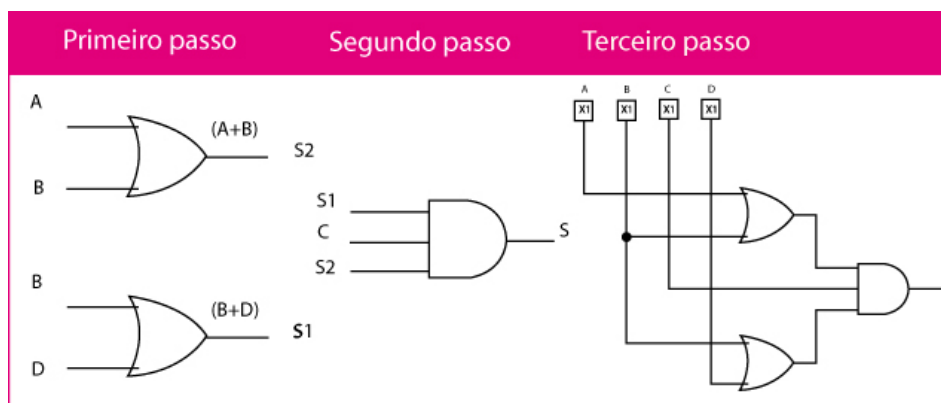 Primeiro passo
Segundo passo
Terceiro passo
A
(A+B)
S2
B
B
(B+D)
S1
D
S1
C
S2
S
A B C D
X1 X1 X1 X1